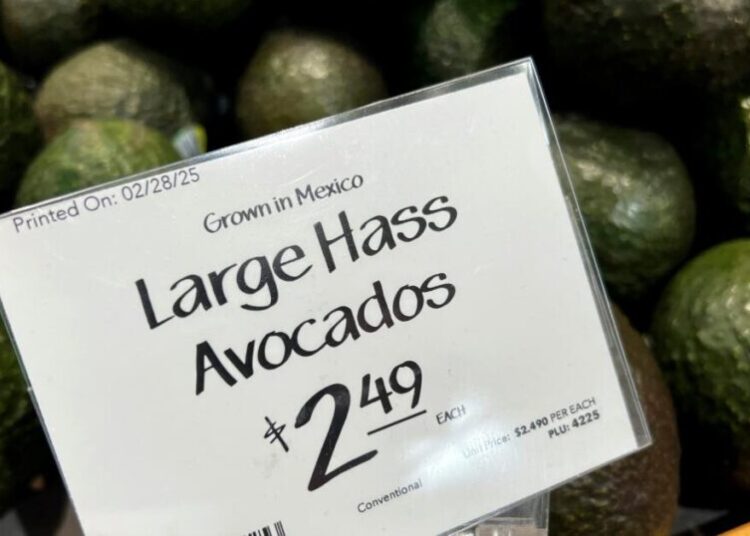 Printed On: 02/28/25
Grown in Mexico
Large Hass
Avocados
$2.49 EACH
Unit Price: $2.490 PER EACH
PLU: 4225
Conventional